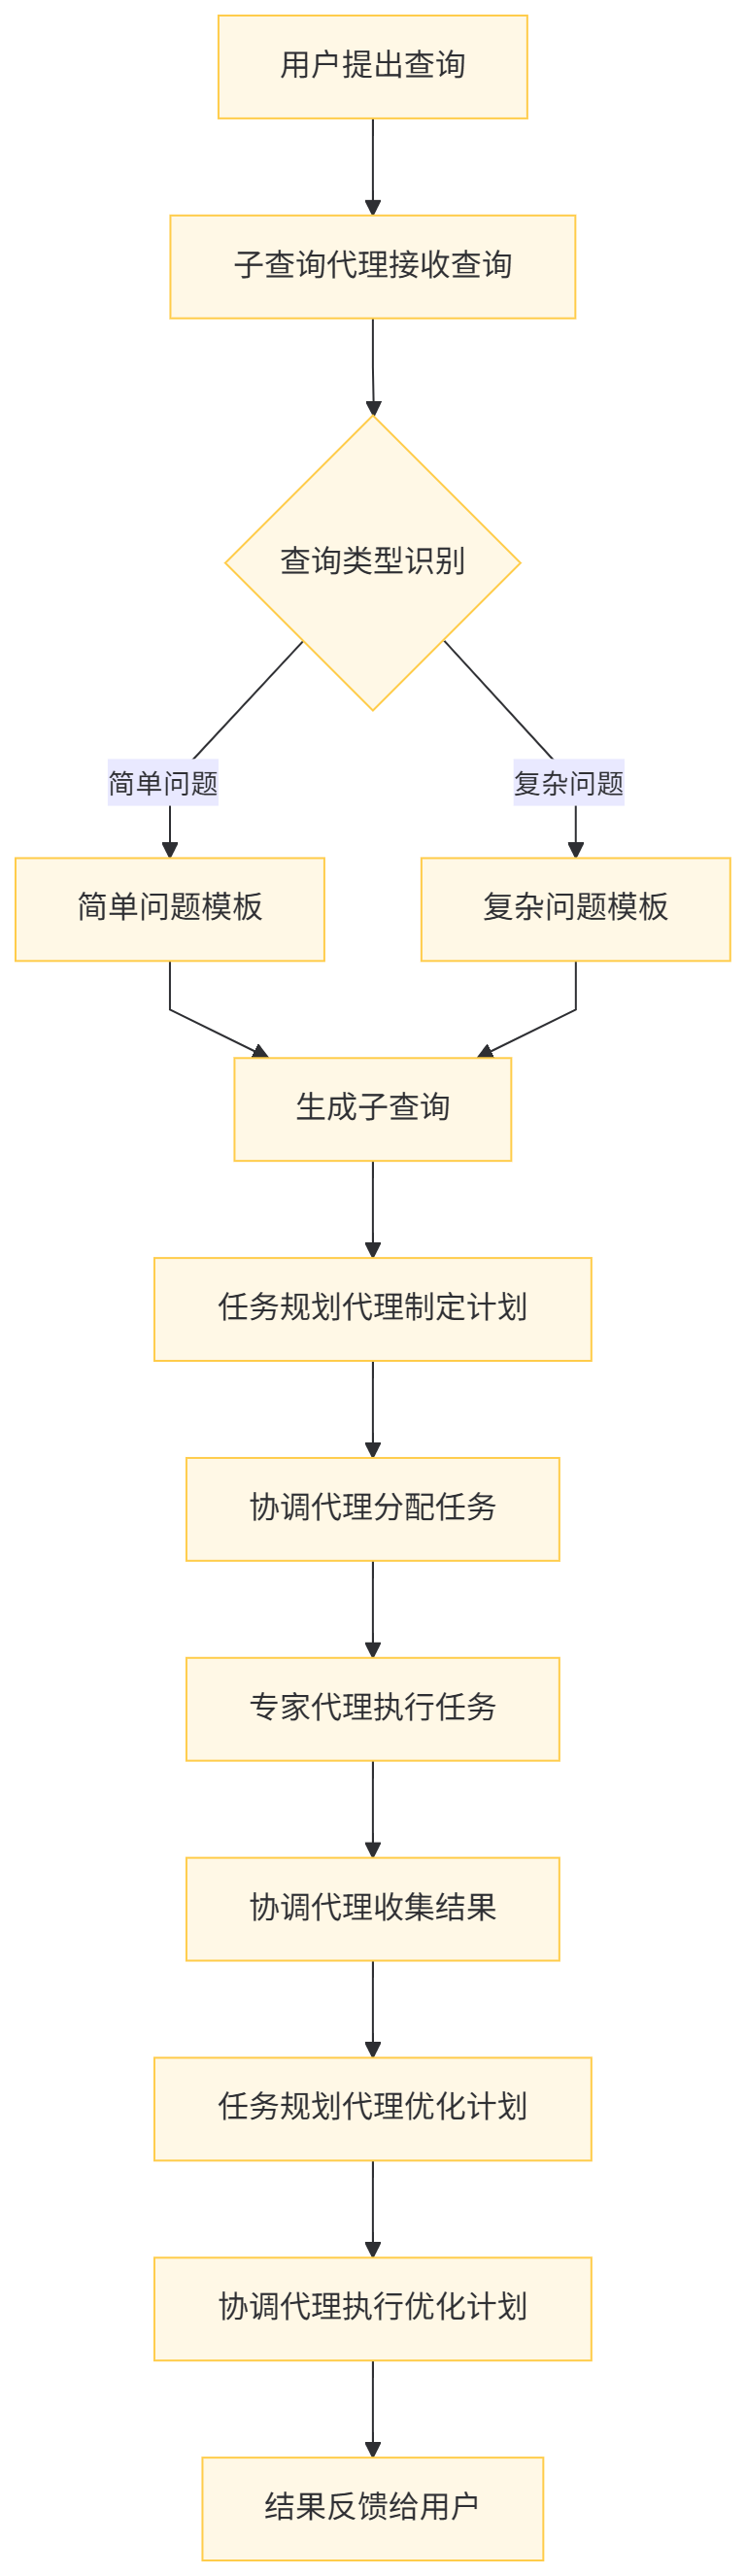 用户提出查询
子查询代理接收查询
查询类型识别
简单问题
复杂问题
简单问题模板
复杂问题模板
生成子查询
任务规划代理制定计划
协调代理分配任务
专家代理执行任务
协调代理收集结果
任务规划代理优化计划
协调代理执行优化计划
结果反馈给用户